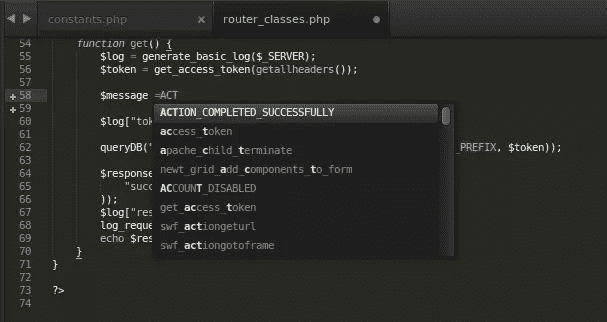 constants.php × router_classes.php
54 function get() {
55 $log = generate_basic_log($_SERVER);
56 $token = get_access_token(getallheaders());
57
58 $message =ACT
59 ACTION_COMPLETED_SUCCESSFULLY
60 $log["tok access_token
61 apache_child_terminate
62 queryDB(" _PREFIX, $token));
63 newt_grid_add_components_to_form
64 $response
65 "succ ACCOUNT_DISABLED
66 )); get_access_token
67 $log["res
68 log_reque swf_actiongeturl
69 echo $res swf_actiongotoframe
70 }
71 }
72
73 ?>
74